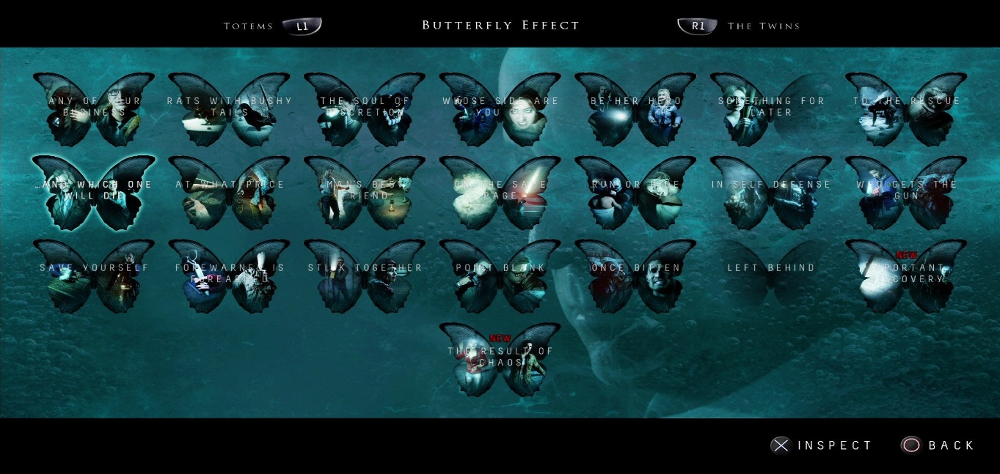 TOTEMS L1 BUTTERFLY EFFECT R1 THE TWINS
ANY OF YOUR
BUSINESS
RATS WITH BUSHY
TAILS
THE SOUL OF
DISCRETION
WHOSE SIDE ARE
YOU ON
BE HER HERO
SOMETHING FOR
LATER
TO THE RESCUE
…AND WHICH ONE
WILL DIE
AT WHAT PRICE
MAN'S BEST
FRIEND
ON THE SAME
PAGE
RUN OR HIDE
IN SELF DEFENSE
WHO GETS THE
GUN
SAVE YOURSELF
FOREWARNED IS
FOREARMED
STICK TOGETHER
POINT BLANK
ONCE BITTEN
LEFT BEHIND
NEW
IMPORTANT
DISCOVERY
NEW
THE RESULT OF
CHAOS
INSPECT BACK